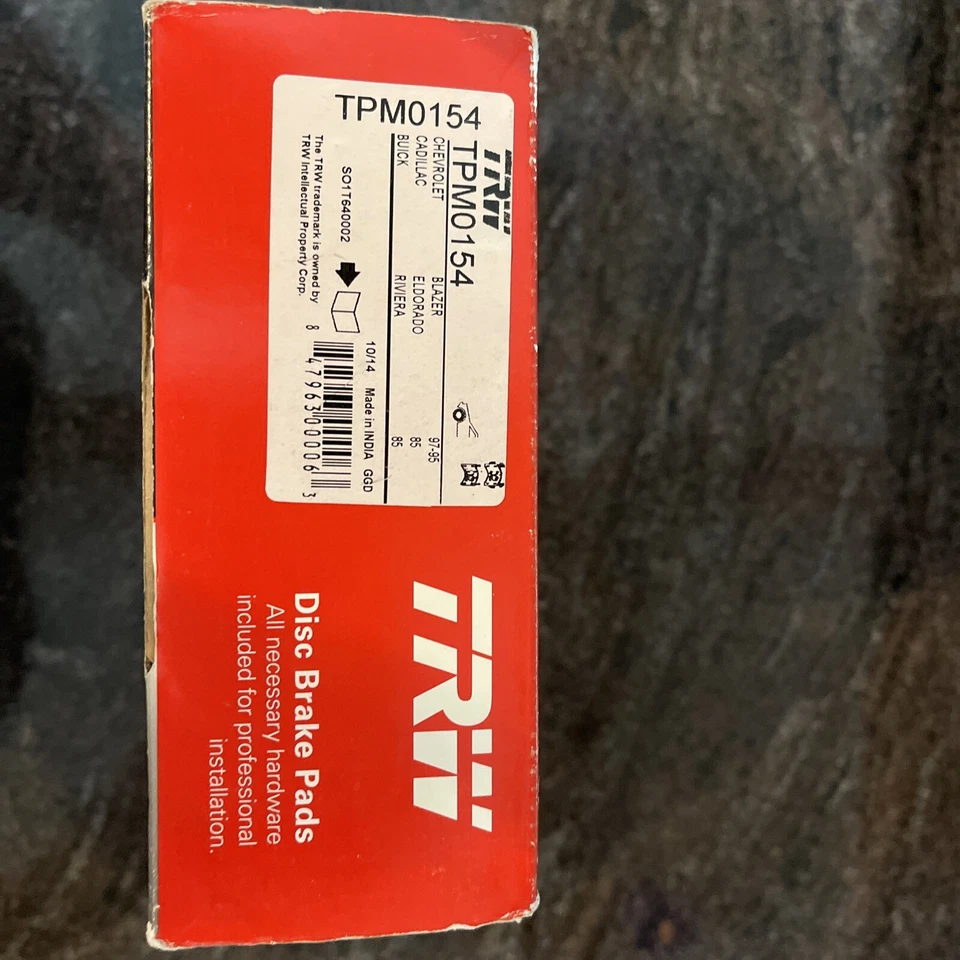 TPM0154
TRW
TPM0154
CHEVROLET BLAZER 97-95
CADILLAC ELDORADO 85
BUICK RIVIERA 85
10/14 Made in INDIA GGD
SO1T640002
8 47963 00006 3
The TRW trademark is owned by
TRW Intellectual Property Corp.
TRW
Disc Brake Pads
All necessary hardware
included for professional
installation.